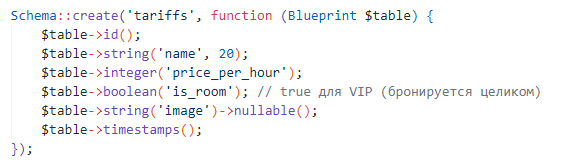 Schema::create('tariffs', function (Blueprint $table) {
    $table->id();
    $table->string('name', 20);
    $table->integer('price_per_hour');
    $table->boolean('is_room'); // true для VIP (бронируется целиком)
    $table->string('image')->nullable();
    $table->timestamps();
});